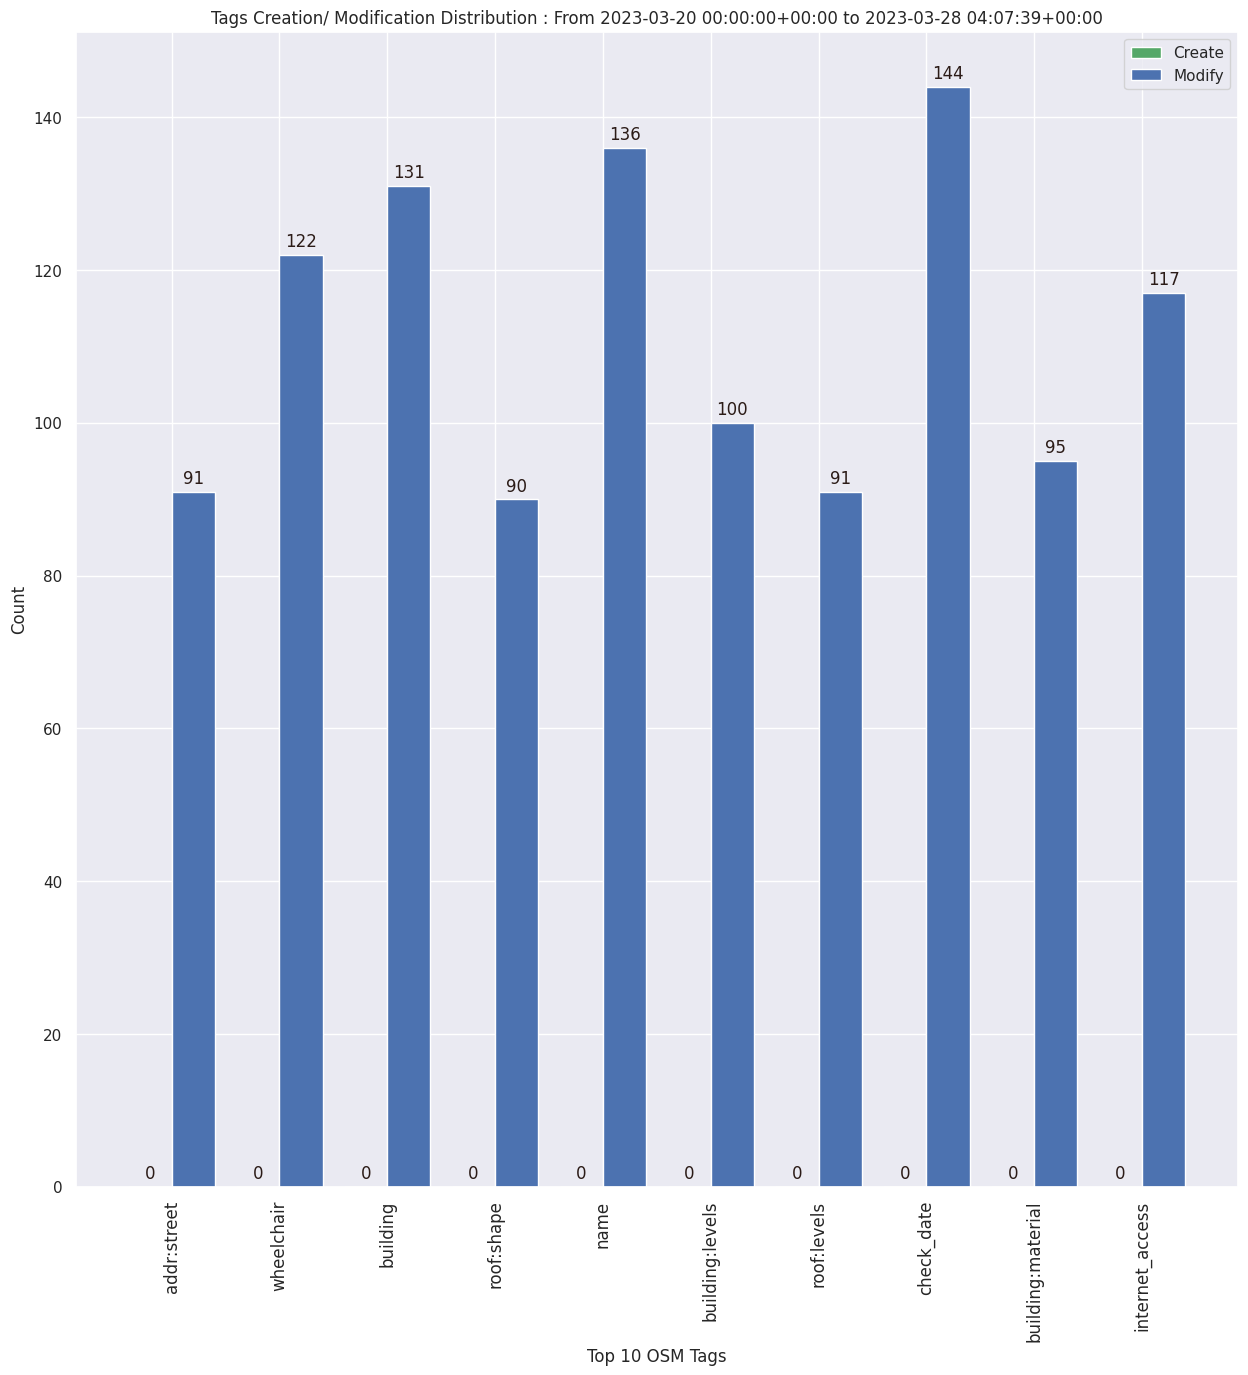 Tags Creation/ Modification Distribution : From 2023-03-20 00:00:00+00:00 to 2023-03-28 04:07:39+00:00
Create
Modify
Count
140
120
100
80
60
40
20
0
0
91
0
122
0
131
0
90
0
136
0
100
0
91
0
144
0
95
0
117
addr:street
wheelchair
building
roof:shape
name
building:levels
roof:levels
check_date
building:material
internet_access
Top 10 OSM Tags